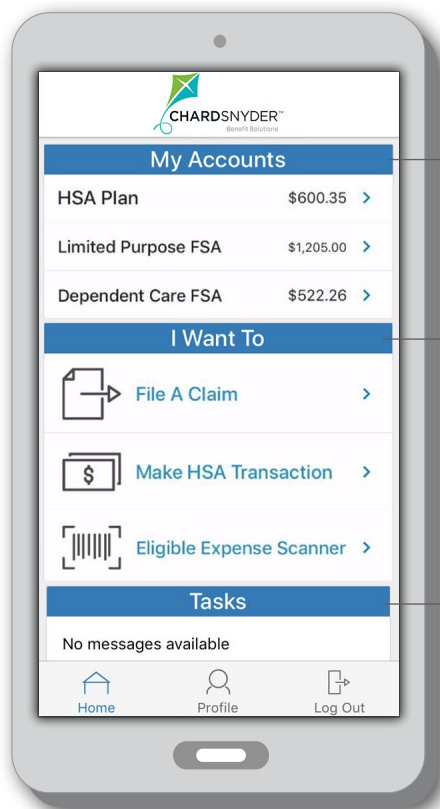 CHARDSNYDER™
Benefit Solutions
My Accounts
HSA Plan $600.35 >
Limited Purpose FSA $1,205.00 >
Dependent Care FSA $522.26 >
I Want To
File A Claim >
$ Make HSA Transaction >
Eligible Expense Scanner >
Tasks
No messages available
Home Profile Log Out